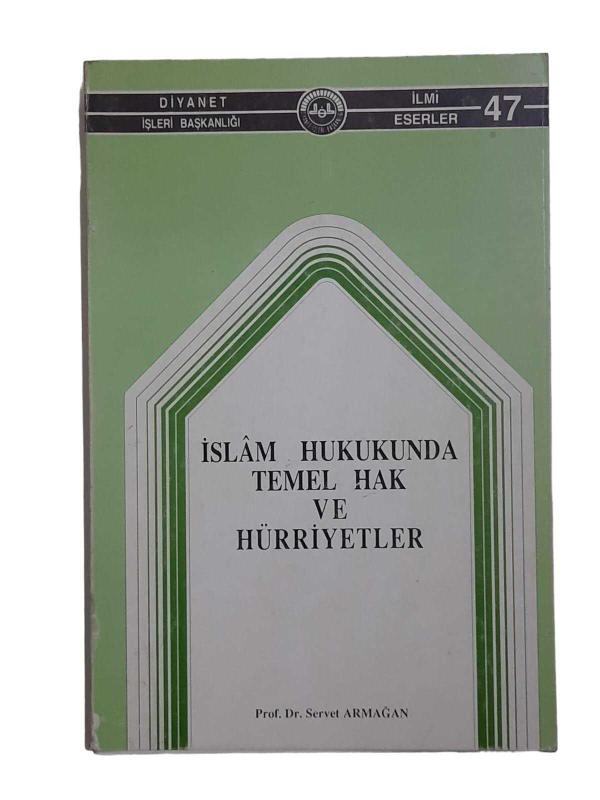 DİYANET
İŞLERİ BAŞKANLIĞI
İLMİ
ESERLER
47
İSLÂM HUKUKUNDA
TEMEL HAK
VE
HÜRRİYETLER
Prof. Dr. Servet ARMAĞAN